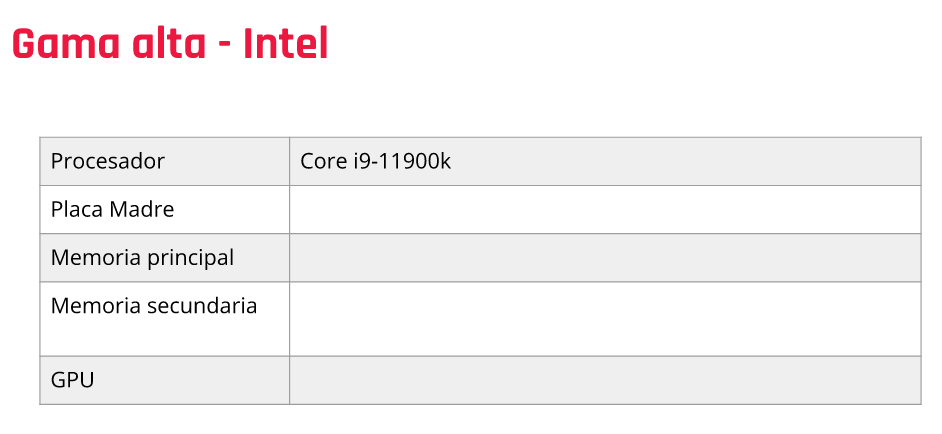 Gama alta - Intel
Procesador Core i9-11900k
Placa Madre
Memoria principal
Memoria secundaria
GPU